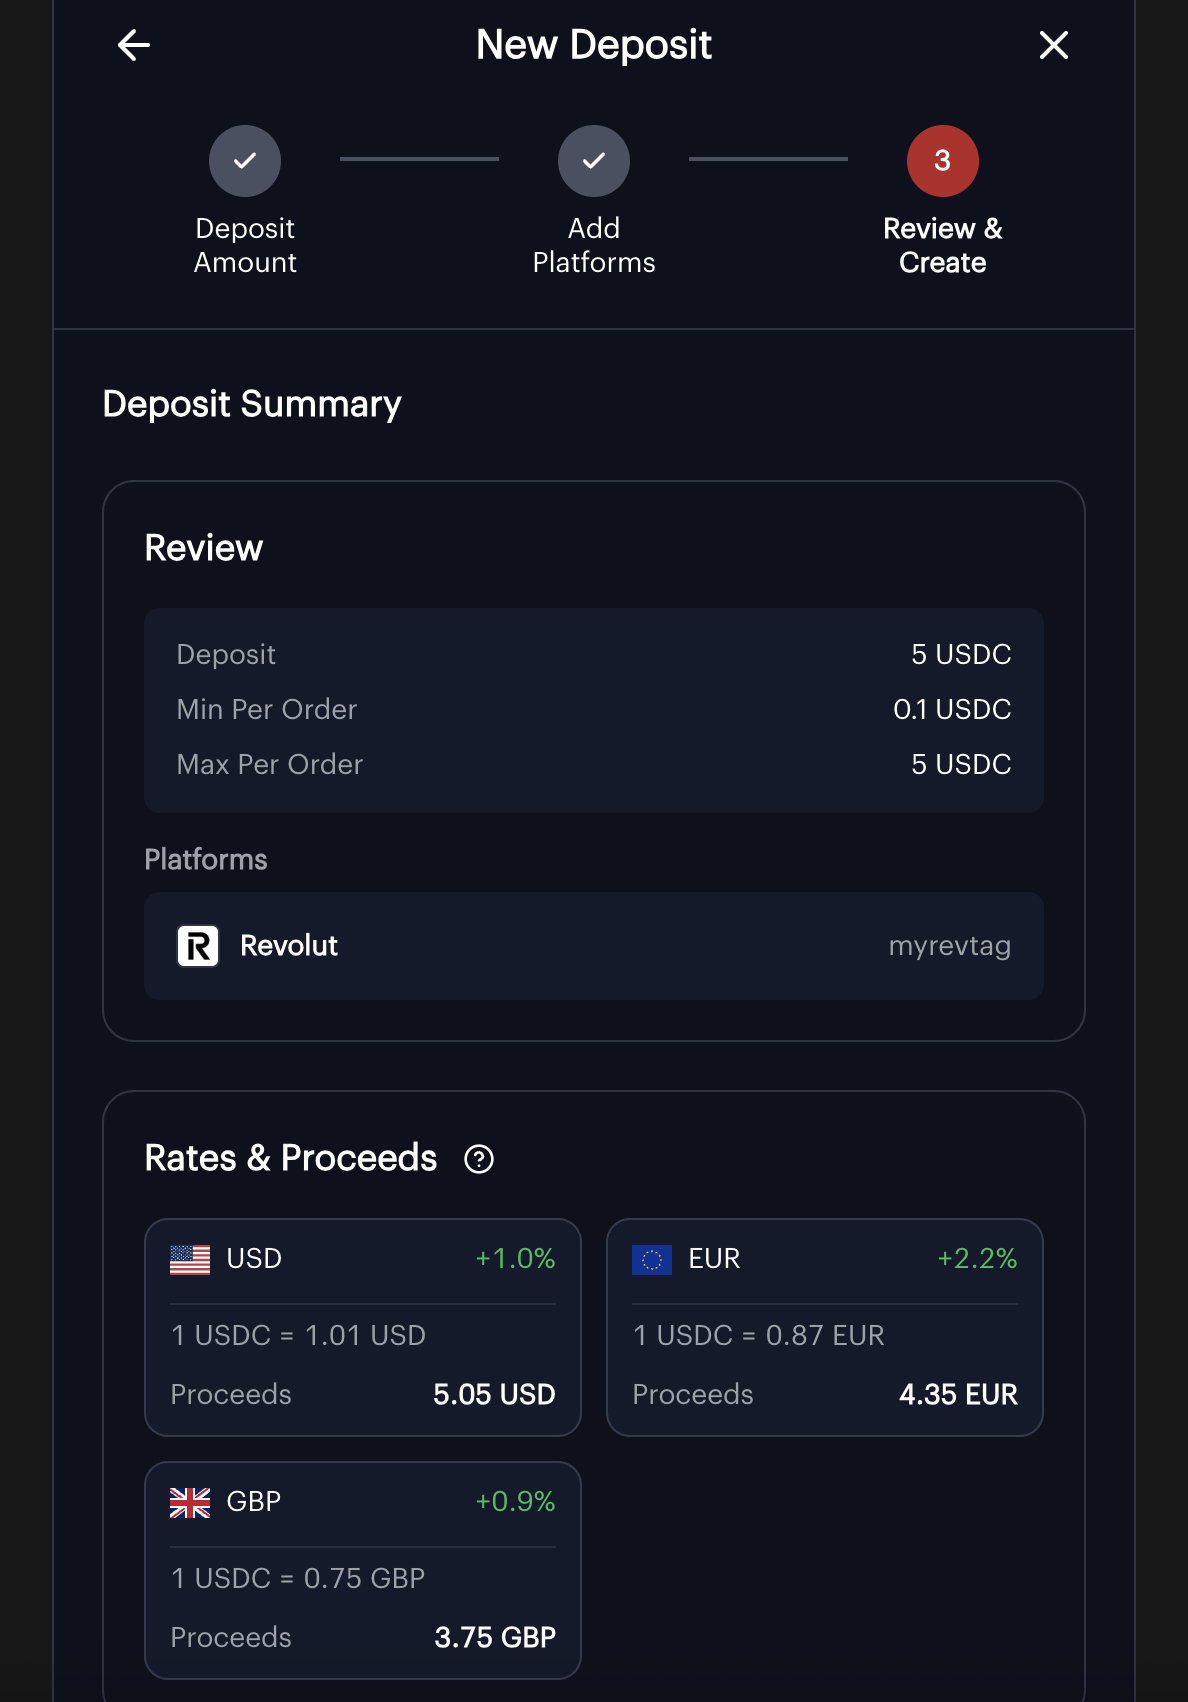 New Deposit
3
Deposit
Amount
Add
Platforms
Review &
Create
Deposit Summary
Review
Deposit 5 USDC
Min Per Order 0.1 USDC
Max Per Order 5 USDC
Platforms
Revolut myrevtag
Rates & Proceeds ?
USD +1.0%
1 USDC = 1.01 USD
Proceeds 5.05 USD
EUR +2.2%
1 USDC = 0.87 EUR
Proceeds 4.35 EUR
GBP +0.9%
1 USDC = 0.75 GBP
Proceeds 3.75 GBP